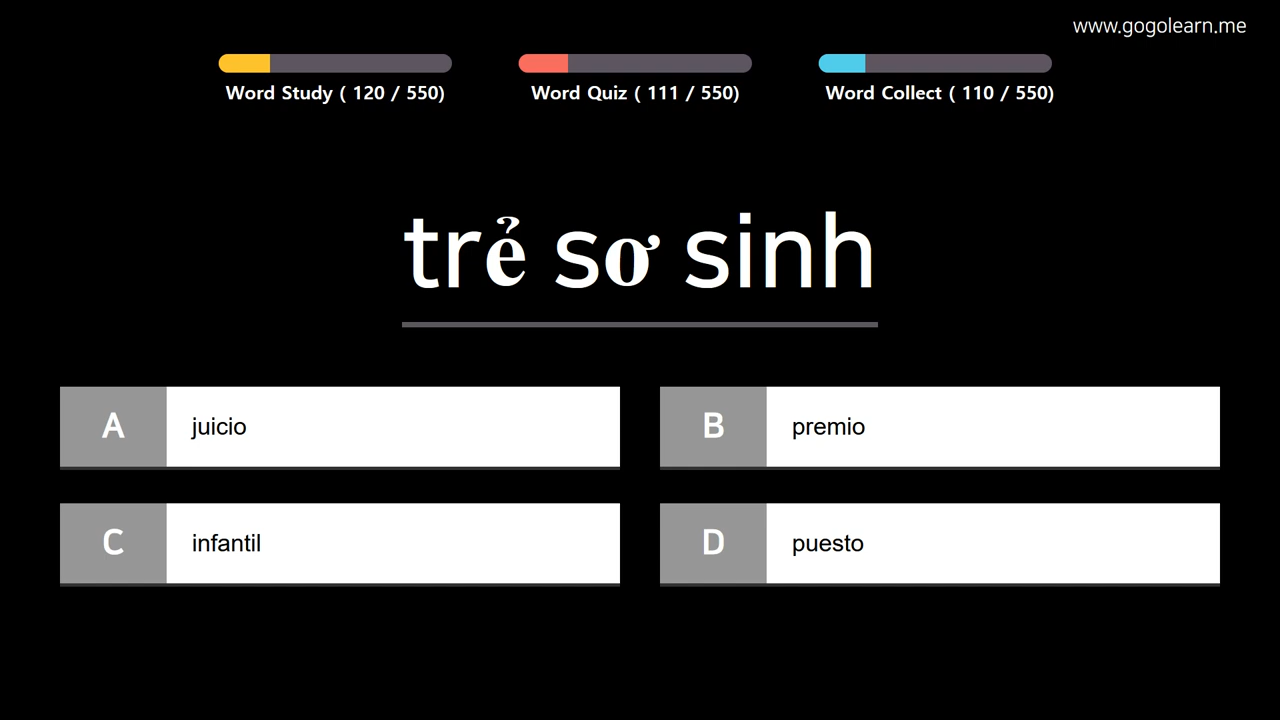 www.gogolearn.me
Word Study ( 120 / 550)
Word Quiz ( 111 / 550)
Word Collect ( 110 / 550)
trẻ sơ sinh
A juicio
B premio
C infantil
D puesto